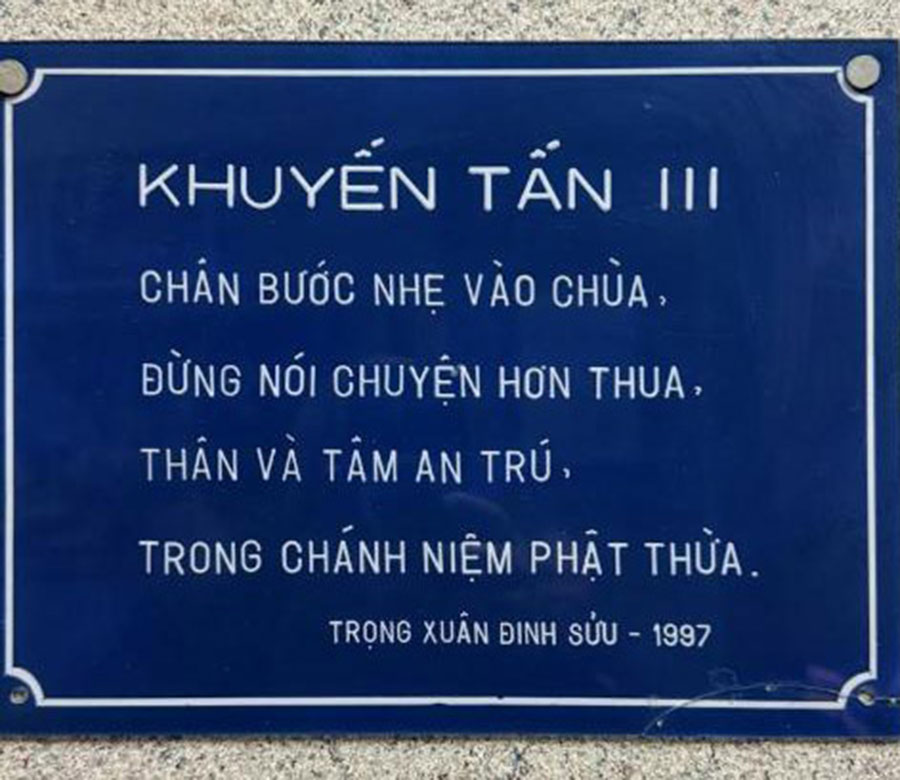 KHUYẾN TẤN III
CHÂN BƯỚC NHẸ VÀO CHÙA,
ĐỪNG NÓI CHUYỆN HƠN THUA,
THÂN VÀ TÂM AN TRÚ,
TRONG CHÁNH NIỆM PHẬT THỪA.
TRỌNG XUÂN ĐINH SỬU - 1997